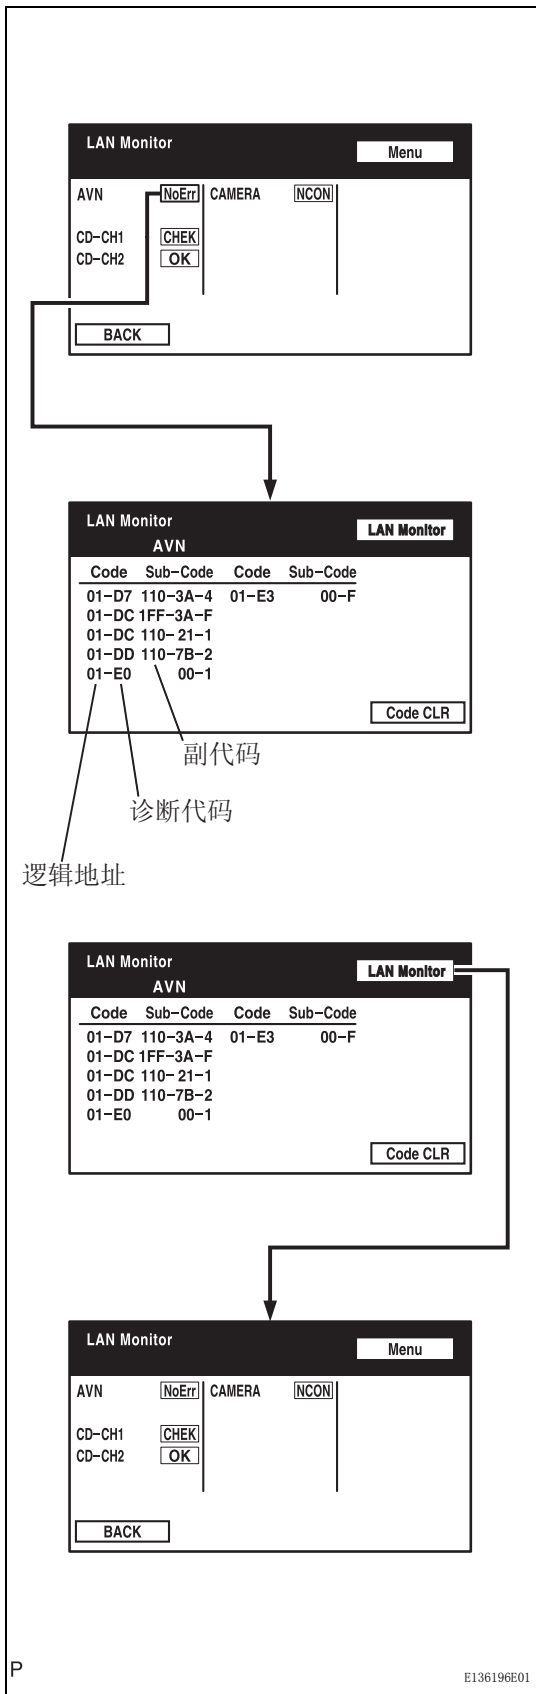 LAN Monitor
Menu
AVN NoErr CAMERA NCON
CD-CH1 CHEK
CD-CH2 OK
BACK
LAN Monitor
LAN Monitor
AVN
Code Sub-Code Code Sub-Code
01-D7 110-3A-4 01-E3 00-F
01-DC 1FF-3A-F
01-DC 110-21-1
01-DD 110-7B-2
01-E0 00-1
Code CLR
副代码
诊断代码
逻辑地址
LAN Monitor
LAN Monitor
AVN
Code Sub-Code Code Sub-Code
01-D7 110-3A-4 01-E3 00-F
01-DC 1FF-3A-F
01-DC 110-21-1
01-DD 110-7B-2
01-E0 00-1
Code CLR
LAN Monitor
Menu
AVN NoErr CAMERA NCON
CD-CH1 CHEK
CD-CH2 OK
BACK
P
E136196E01